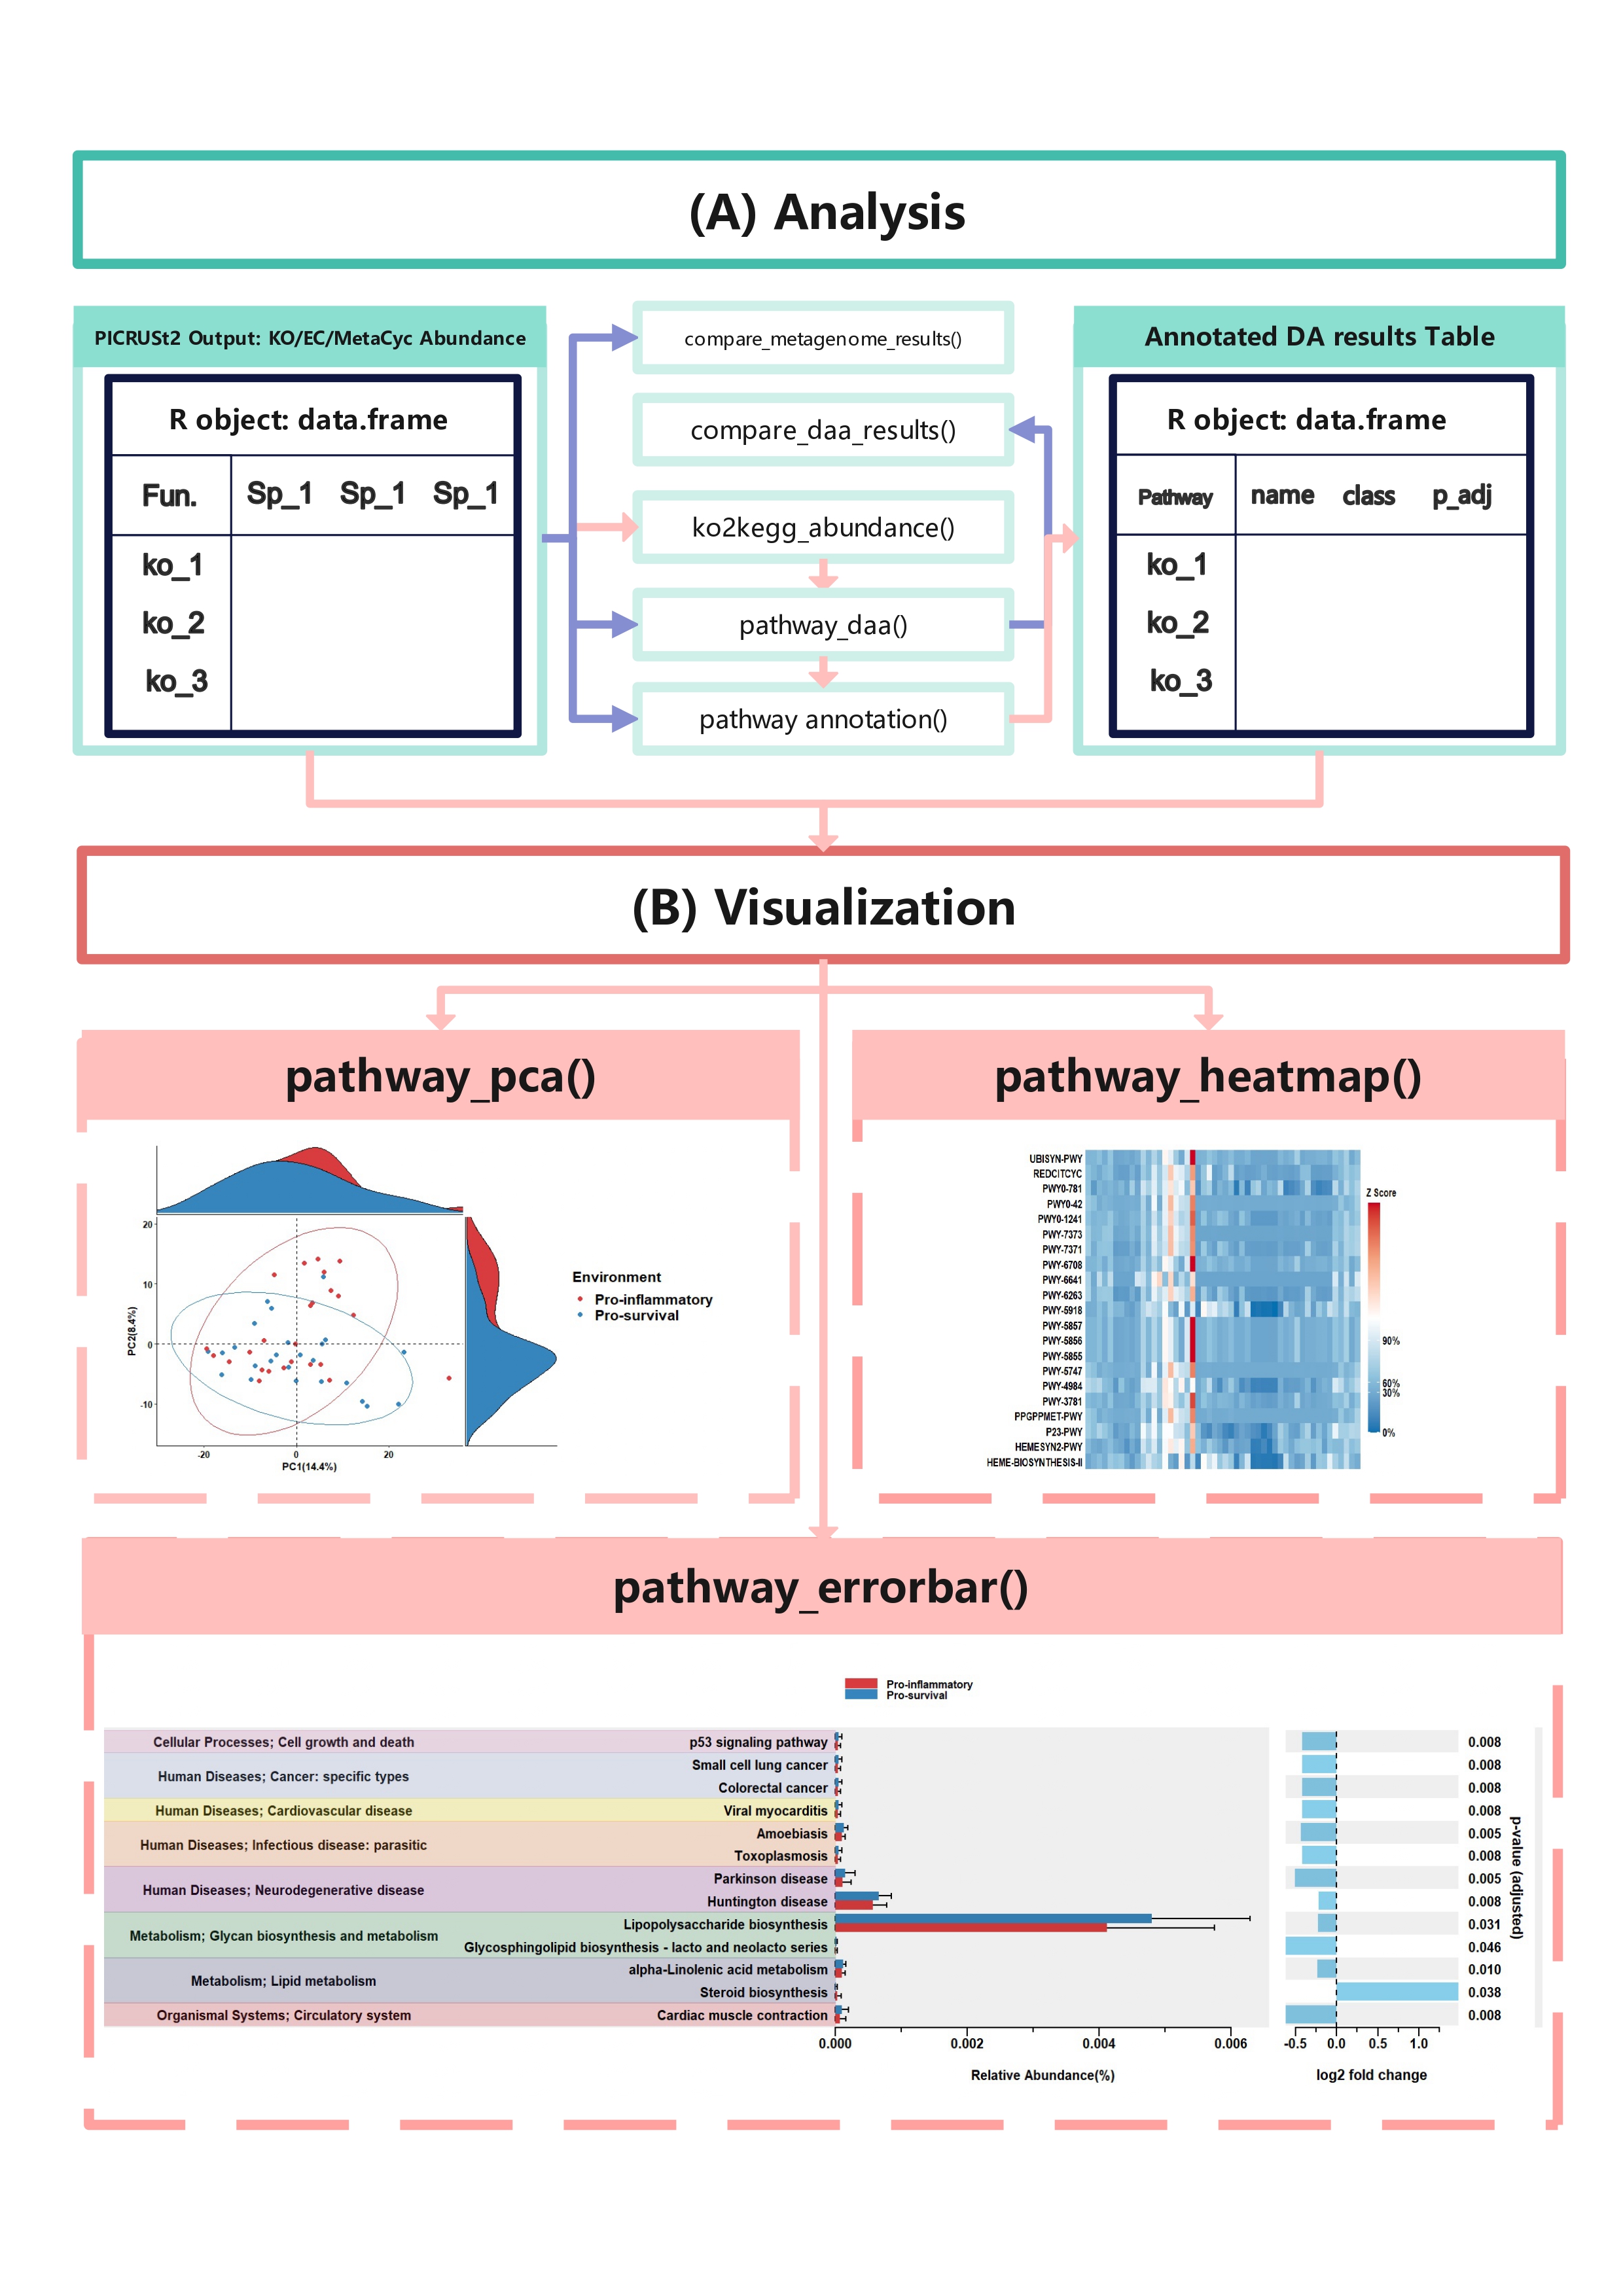 (A) Analysis
PICRUSt2 Output: KO/EC/MetaCyc Abundance
R object: data.frame
Fun. Sp_1 Sp_1 Sp_1
ko_1
ko_2
ko_3
compare_metagenome_results()
compare_daa_results()
ko2kegg_abundance()
pathway_daa()
pathway annotation()
Annotated DA results Table
R object: data.frame
Pathway name class p_adj
ko_1
ko_2
ko_3
(B) Visualization
pathway_pca()
20
10
0
-10
PC2(8.4%)
-20 0 20
PC1(14.4%)
Environment
Pro-inflammatory
Pro-survival
pathway_heatmap()
UBISYN-PWY
REDCITCYC
PWY0-781
PWY0-42
PWY0-1241
PWY-7373
PWY-7371
PWY-6708
PWY-6641
PWY-6263
PWY-5918
PWY-5857
PWY-5856
PWY-5855
PWY-5747
PWY-4984
PWY-3781
PPGPPMET-PWY
P23-PWY
HEMESYN2-PWY
HEME-BIOSYNTHESIS-II
Z Score
90%
60%
30%
0%
pathway_errorbar()
Pro-inflammatory
Pro-survival
Cellular Processes; Cell growth and death
Human Diseases; Cancer: specific types
Human Diseases; Cardiovascular disease
Human Diseases; Infectious disease: parasitic
Human Diseases; Neurodegenerative disease
Metabolism; Glycan biosynthesis and metabolism
Metabolism; Lipid metabolism
Organismal Systems; Circulatory system
p53 signaling pathway
Small cell lung cancer
Colorectal cancer
Viral myocarditis
Amoebiasis
Toxoplasmosis
Parkinson disease
Huntington disease
Lipopolysaccharide biosynthesis
Glycosphingolipid biosynthesis - lacto and neolacto series
alpha-Linolenic acid metabolism
Steroid biosynthesis
Cardiac muscle contraction
0.000 0.002 0.004 0.006
Relative Abundance(%)
-0.5 0.0 0.5 1.0
log2 fold change
0.008
0.008
0.008
0.008
0.005
0.008
0.005
0.008
0.031
0.046
0.010
0.038
0.008
p-value (adjusted)